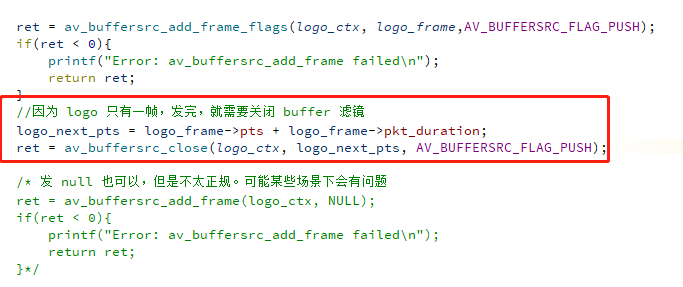 ret = av_buffersrc_add_frame_flags(logo_ctx, logo_frame,AV_BUFFERSRC_FLAG_PUSH);
if(ret < 0){
printf("Error: av_buffersrc_add_frame failed\n");
return ret;
}
//因为 logo 只有一帧，发完，就需要关闭 buffer 滤镜
logo_next_pts = logo_frame->pts + logo_frame->pkt_duration;
ret = av_buffersrc_close(logo_ctx, logo_next_pts, AV_BUFFERSRC_FLAG_PUSH);
/* 发 null 也可以，但是不太正规。可能某些场景下会有问题
ret = av_buffersrc_add_frame(logo_ctx, NULL);
if(ret < 0){
printf("Error: av_buffersrc_add_frame failed\n");
return ret;
}*/